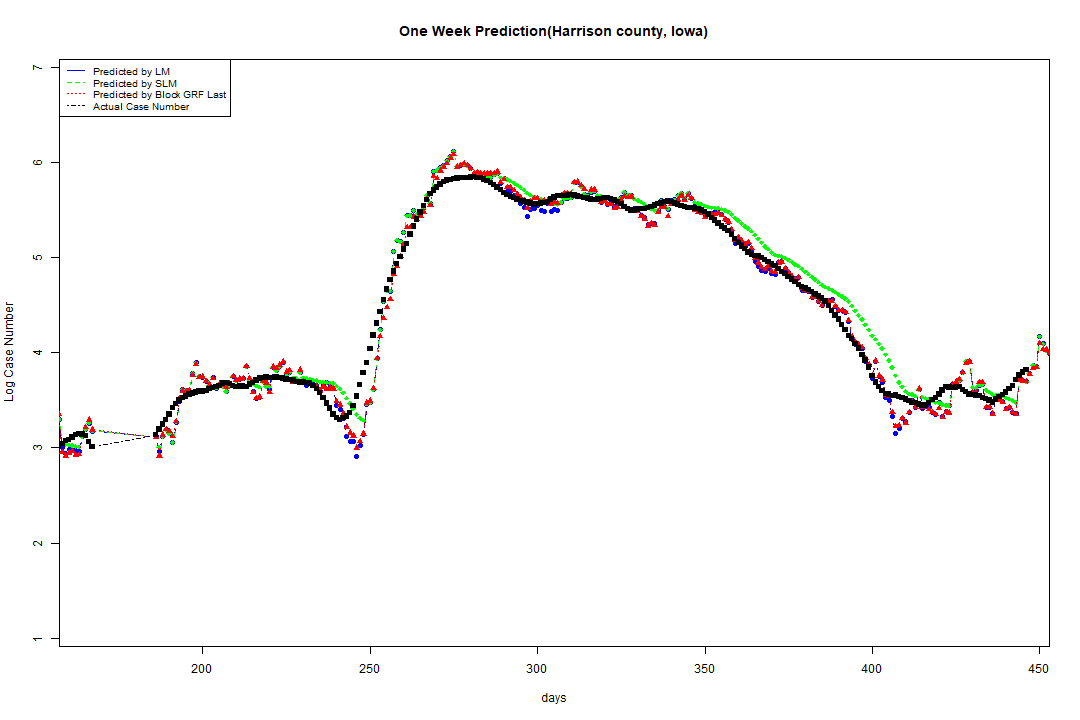 One Week Prediction(Harrison county, Iowa)
Predicted by LM
Predicted by SLM
Predicted by Block GRF Last
Actual Case Number
7
6
5
4
3
2
1
Log Case Number
200 250 300 350 400 450
days